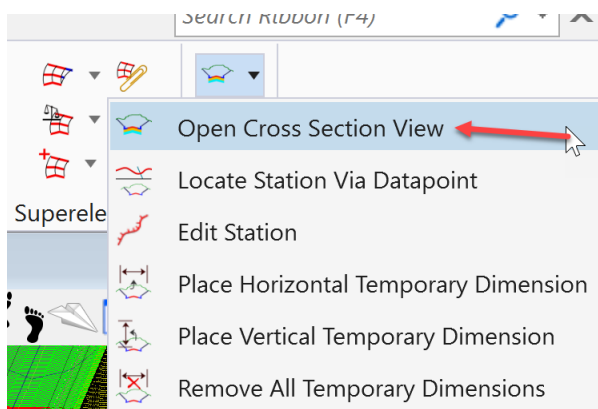 Search Ribbon (F4)
Open Cross Section View
Locate Station Via Datapoint
Superele
Edit Station
Place Horizontal Temporary Dimension
Place Vertical Temporary Dimension
Remove All Temporary Dimensions